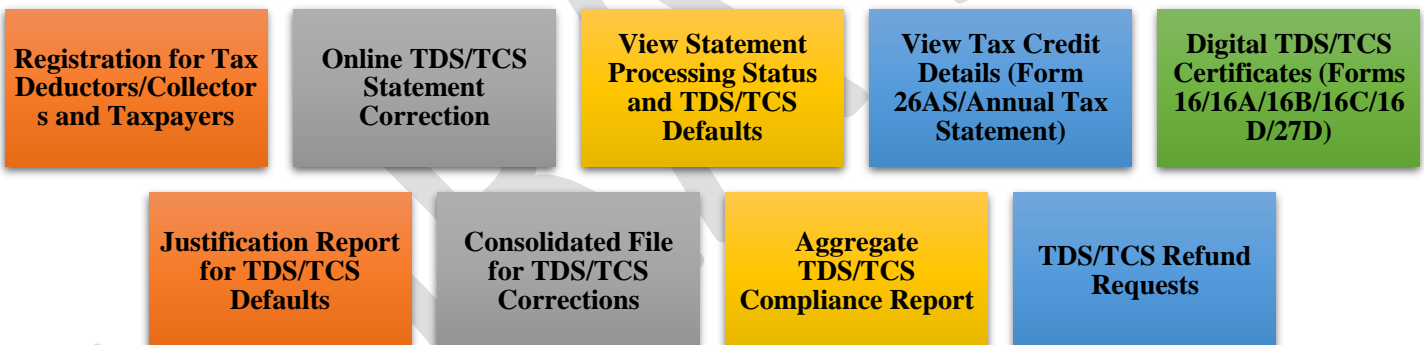 Registration for Tax
Deductors/Collector
s and Taxpayers
Online TDS/TCS
Statement
Correction
View Statement
Processing Status
and TDS/TCS
Defaults
View Tax Credit
Details (Form
26AS/Annual Tax
Statement)
Digital TDS/TCS
Certificates (Forms
16/16A/16B/16C/16
D/27D)
Justification Report
for TDS/TCS
Defaults
Consolidated File
for TDS/TCS
Corrections
Aggregate
TDS/TCS
Compliance Report
TDS/TCS Refund
Requests